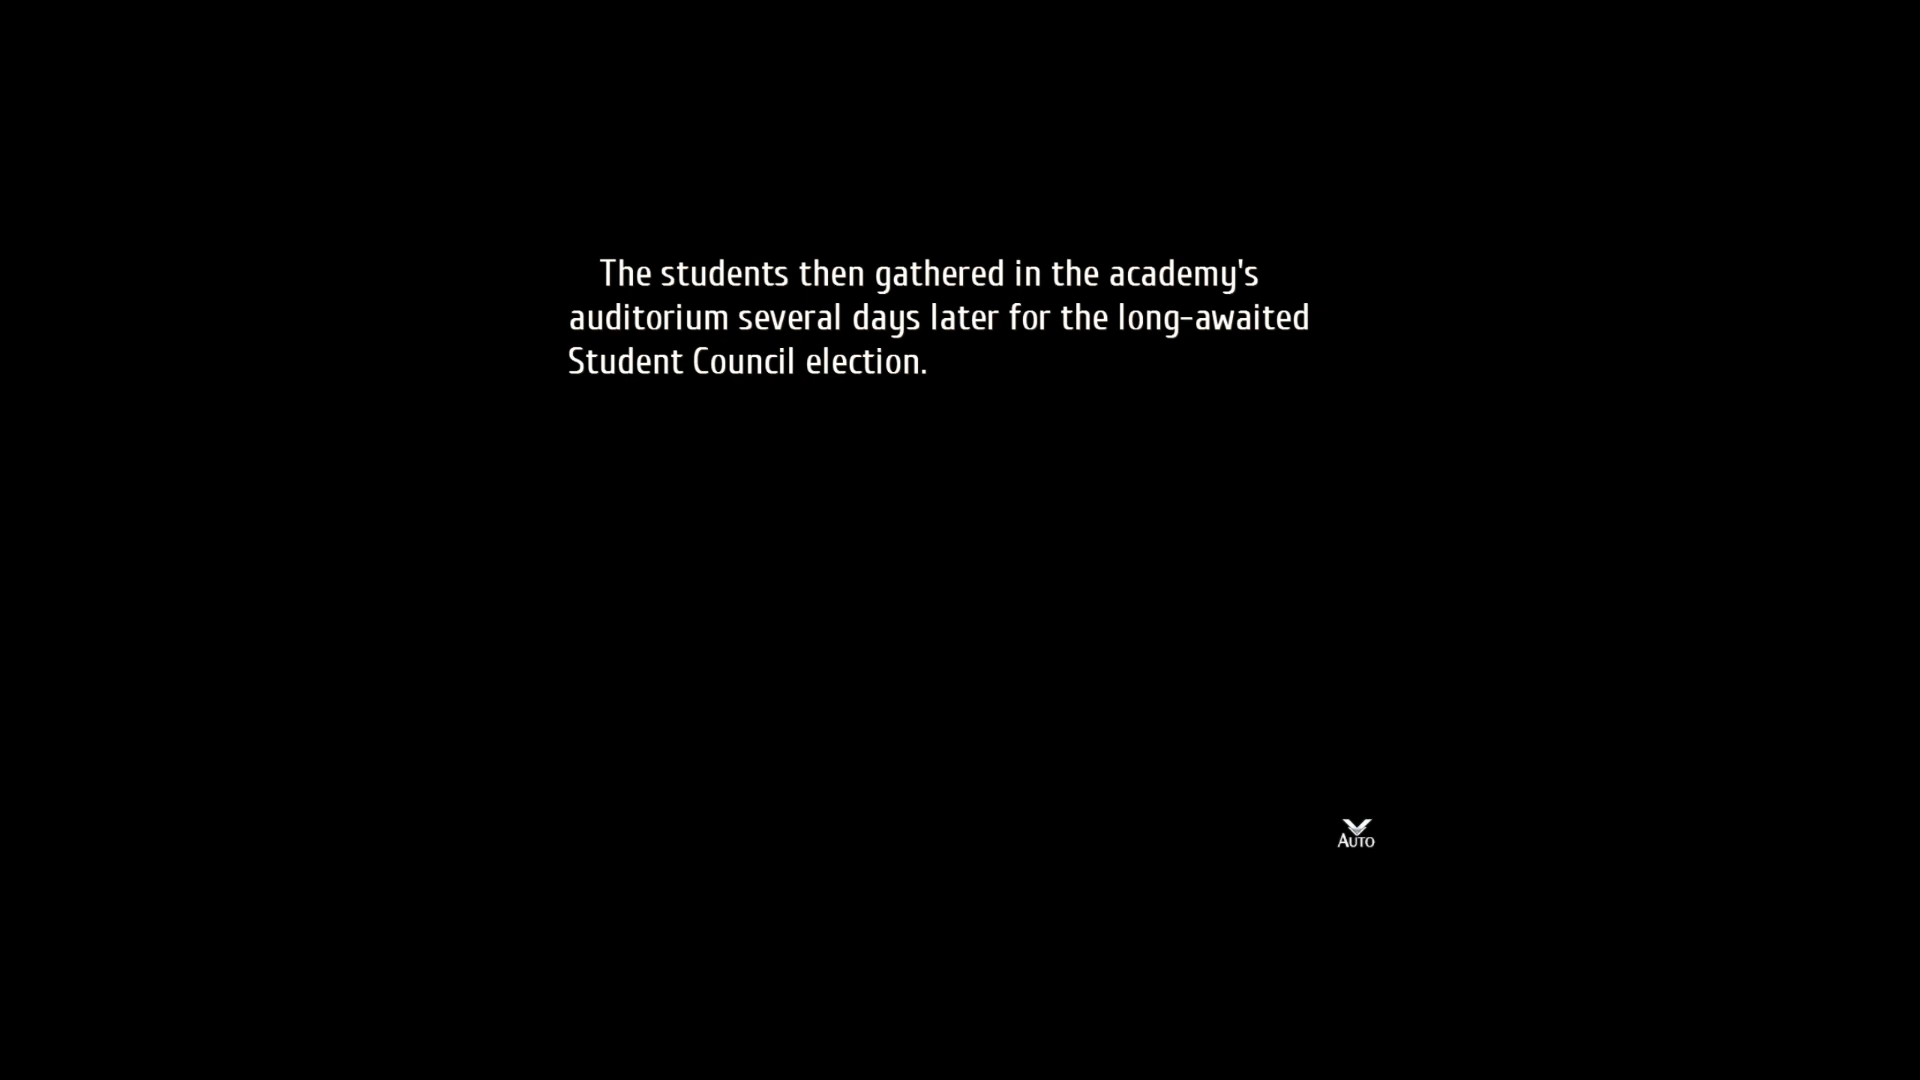 The students then gathered in the academy's
auditorium several days later for the long-awaited
Student Council election.
AUTO